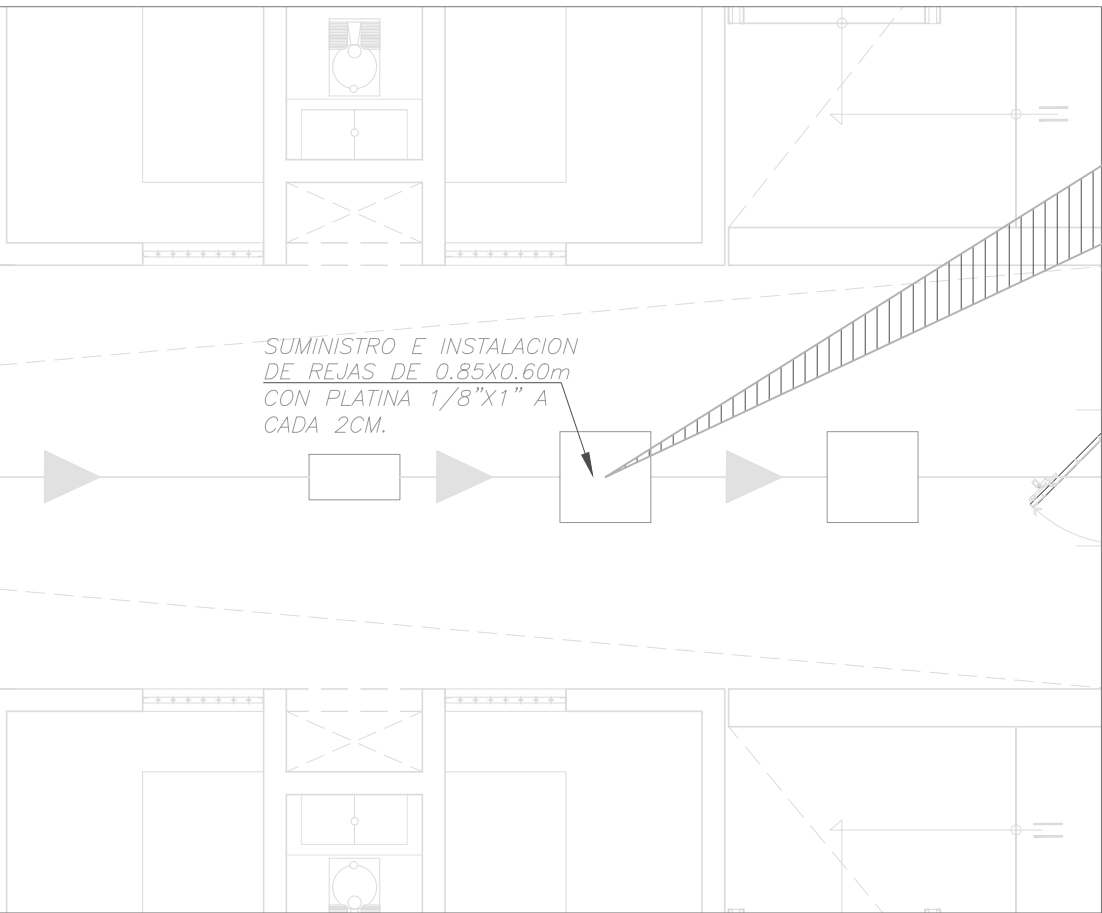 SUMINISTRO E INSTALACION
DE REJAS DE 0.85X0.60m
CON PLATINA 1/8"X1" A
CADA 2CM.